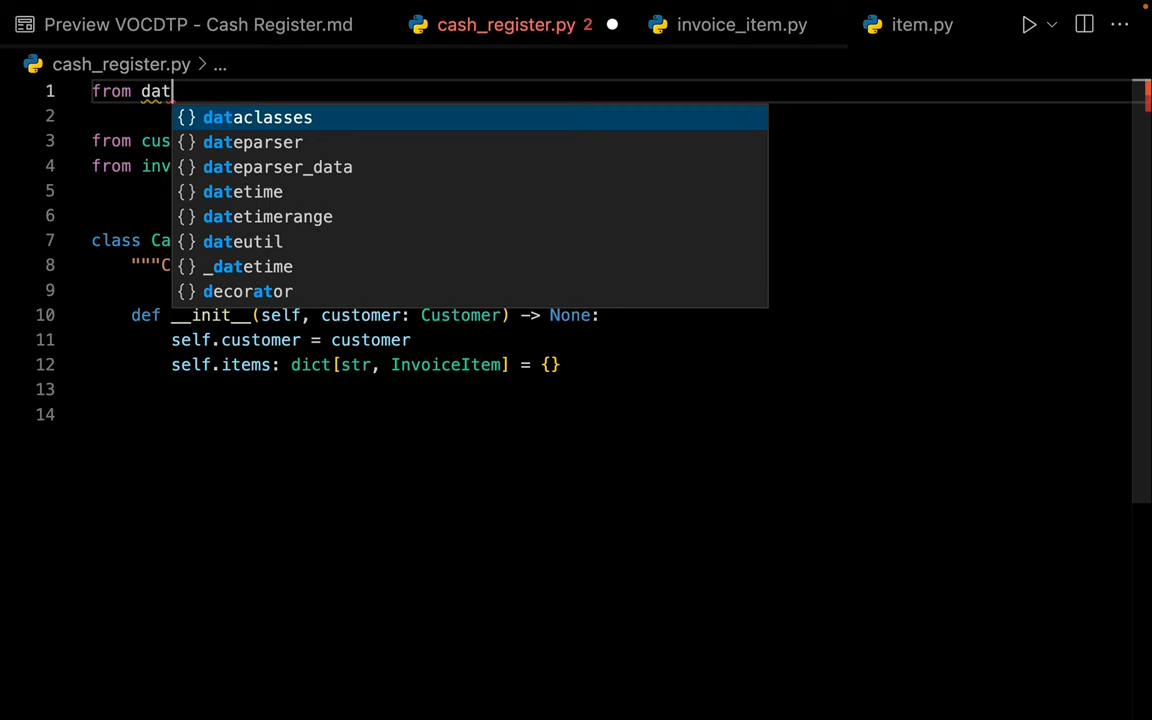 Preview VOCDTP - Cash Register.md cash_register.py 2 invoice_item.py item.py
cash_register.py > ...
1 from dat
2
3 from cus
4 from inv
5
6
7 class Ca
8 """C
9
dataclasses
dateparser
dateparser_data
datetime
datetimerange
dateutil
_datetime
decorator
10 def __init__(self, customer: Customer) -> None:
11 self.customer = customer
12 self.items: dict[str, InvoiceItem] = {}
13
14